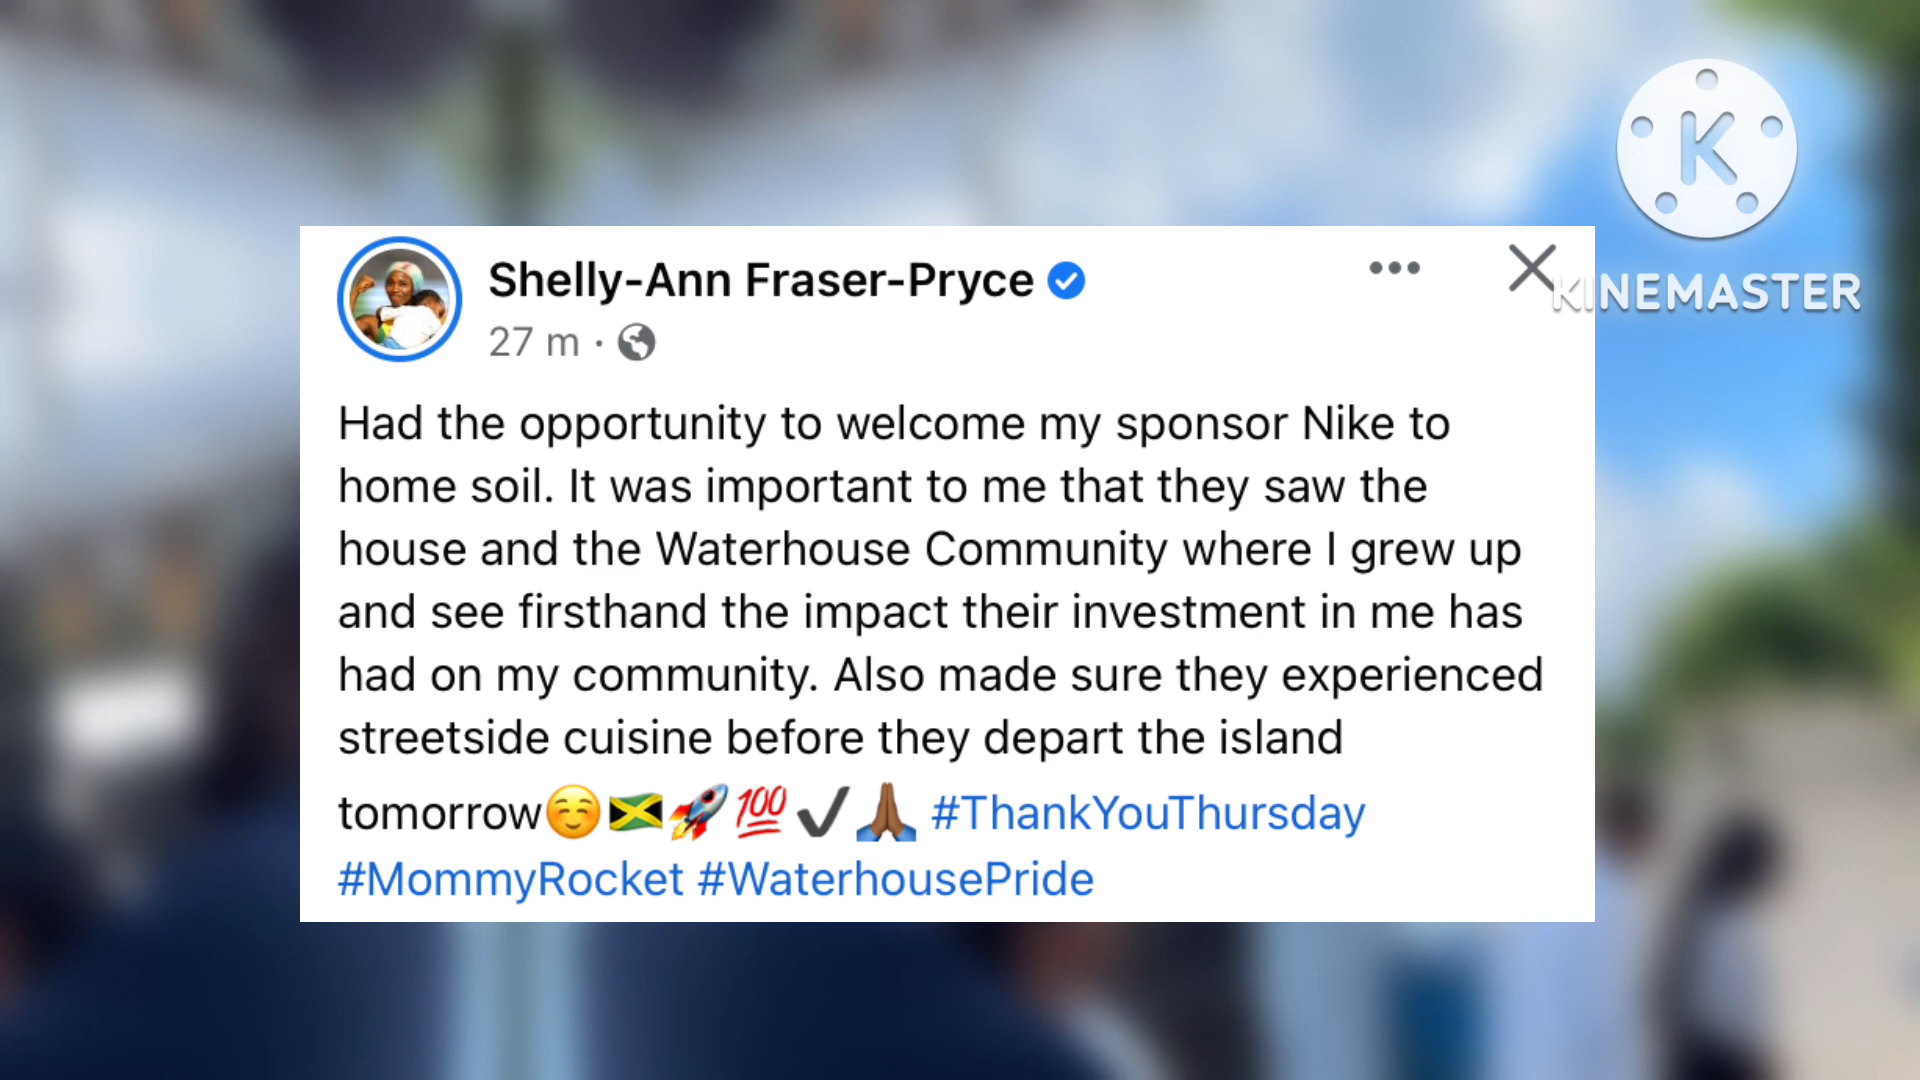 Shelly-Ann Fraser-Pryce
27 m ·
Had the opportunity to welcome my sponsor Nike to
home soil. It was important to me that they saw the
house and the Waterhouse Community where I grew up
and see firsthand the impact their investment in me has
had on my community. Also made sure they experienced
streetside cuisine before they depart the island
tomorrow☺️🇯🇲🚀💯✔️🙏🏾 #ThankYouThursday
#MommyRocket #WaterhousePride
K
KINEMASTER